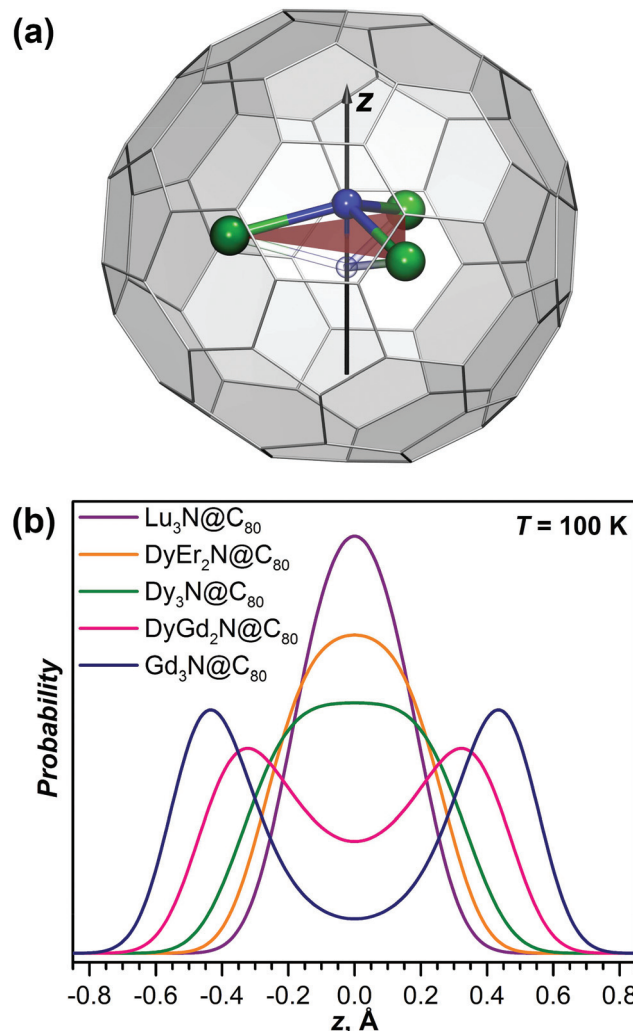 (a)
z
(b)
Lu₃N@C₈₀
DyEr₂N@C₈₀
Dy₃N@C₈₀
DyGd₂N@C₈₀
Gd₃N@C₈₀
T = 100 K
Probability
-0.8 -0.6 -0.4 -0.2 0.0 0.2 0.4 0.6 0.8
z, Å